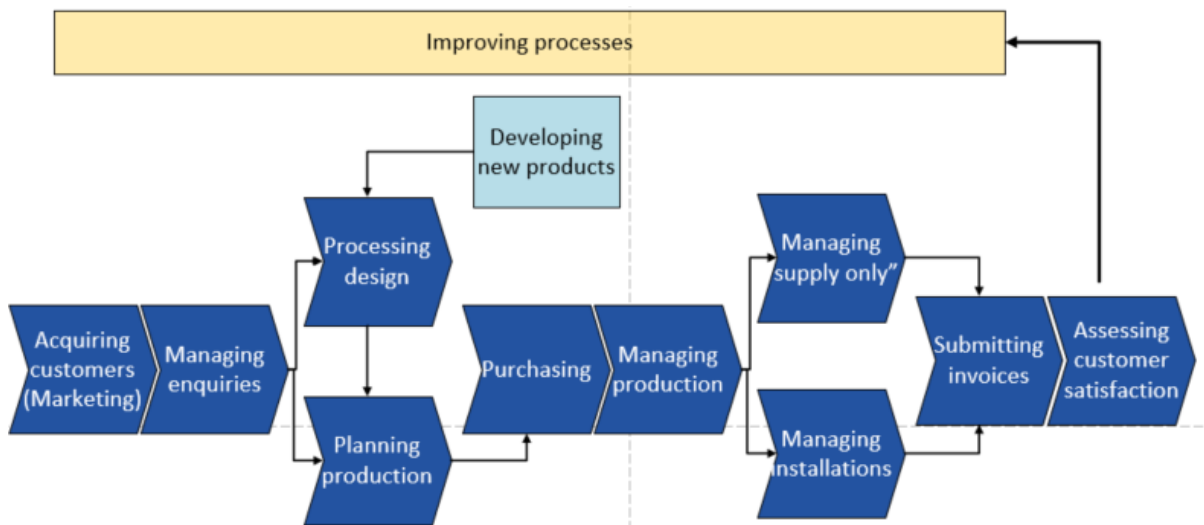 Improving processes
Developing
new products
Processing
design
Managing
supply only”
Acquiring
customers
(Marketing)
Managing
enquiries
Purchasing
Managing
production
Submitting
invoices
Assessing
customer
satisfaction
Planning
production
Managing
installations